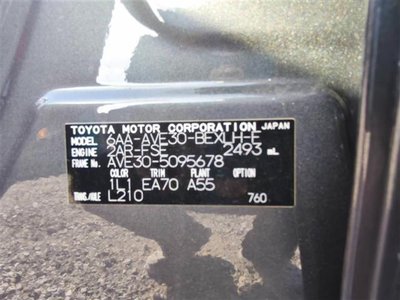 TOYOTA MOTOR CORPORATION JAPAN
MODEL 6AA-AVE30-BEXLH-F
ENGINE 2AR-FSE 2493 mL
FRAME No. AVE30-5095678
COLOR TRIM PLANT OPTION
1L1 EA70 A55
TRANS/AXLE L210 760